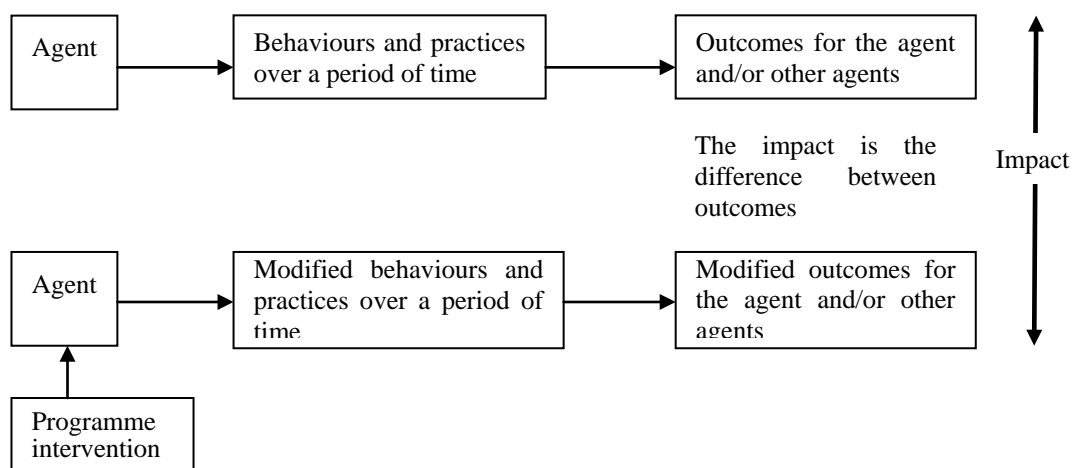 Agent
Behaviours and practices
over a period of time
Outcomes for the agent
and/or other agents
The impact is the
difference between
outcomes
Impact
Agent
Modified behaviours and
practices over a period of
time
Modified outcomes for
the agent and/or other
agents
Programme
intervention